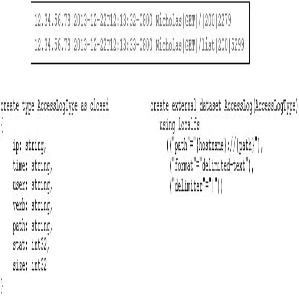 12.34.56.78 2013-12-22T12:13:32-0800 Nicholas|GET|/|200|2279
12.34.56.78 2013-12-22T12:13:33-0800 Nicholas|GET|/list|200|5299
create type AccessLogType as closed
{
ip: string,
time: string,
user: string,
verb: string,
path: string,
stat: int32,
size: int32
}
create external dataset AccessLog(AccessLogType)
using localfs
(("path"="{hostname}://{path}"),
("format"="delimited-text"),
("delimiter"="|"))